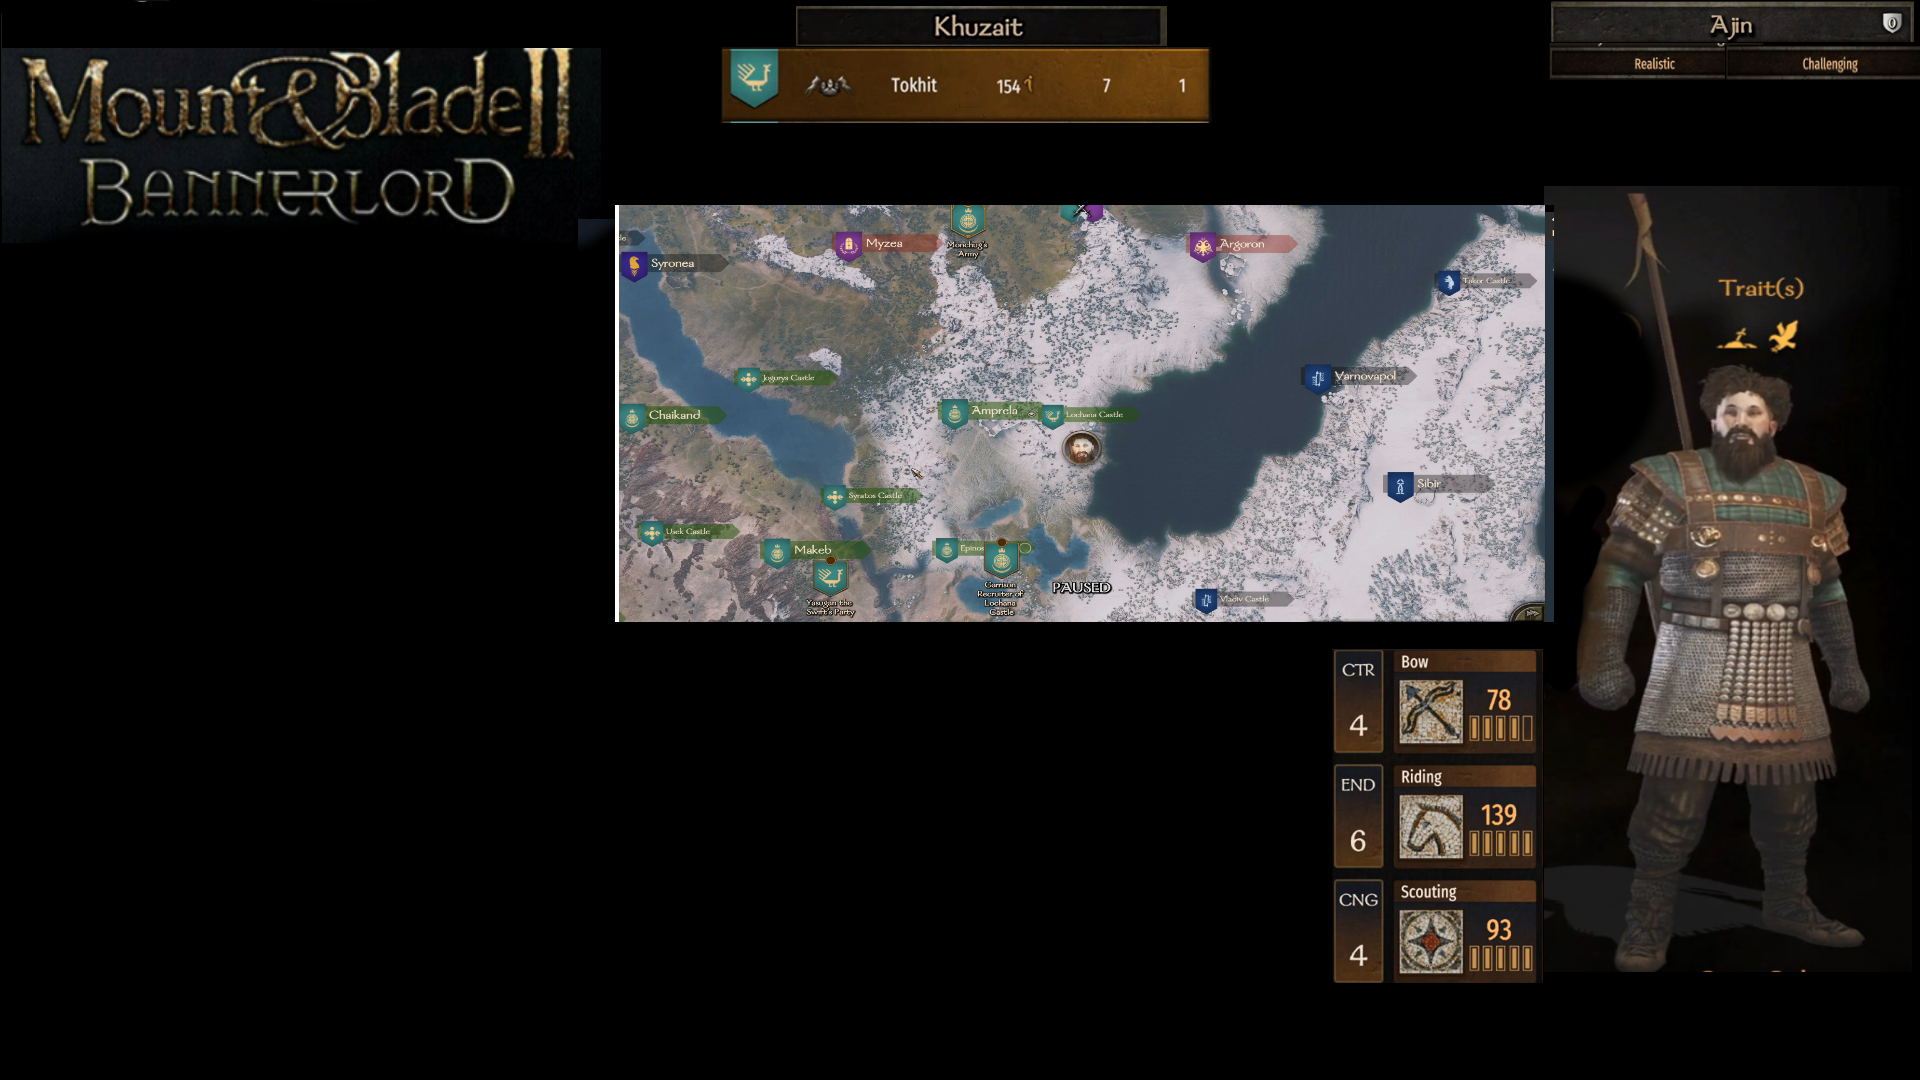 Khuzait
Ajin
0
Realistic
Challenging
Mount & Blade II
BANNERLORD
Tokhit
154
7
1
Trait(s)
Myzea
Monchug's
Army
Argoron
Syronea
Takor Castle
Jogurys Castle
Varnovapol
Chaikand
Amprela
Lochana Castle
Syratos Castle
Sibir
Usek Castle
Makeb
Epinos
Yasugan the
Swift's Party
Garrison
Recruiter of
Lochana
Castle
PAUSED
Vladiv Castle
CTR
4
Bow
78
END
6
Riding
139
CNG
4
Scouting
93